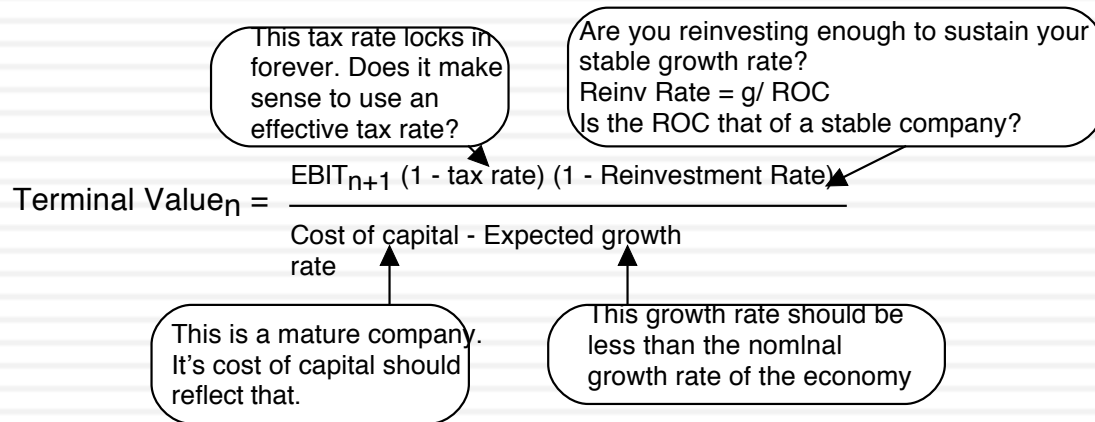 This tax rate locks in
forever. Does it make
sense to use an
effective tax rate?
Are you reinvesting enough to sustain your
stable growth rate?
Reinv Rate = g/ ROC
Is the ROC that of a stable company?
Terminal Valuen =
EBITn+1 (1 - tax rate) (1 - Reinvestment Rate)
Cost of capital - Expected growth
rate
This is a mature company.
It's cost of capital should
reflect that.
This growth rate should be
less than the nomInal
growth rate of the economy